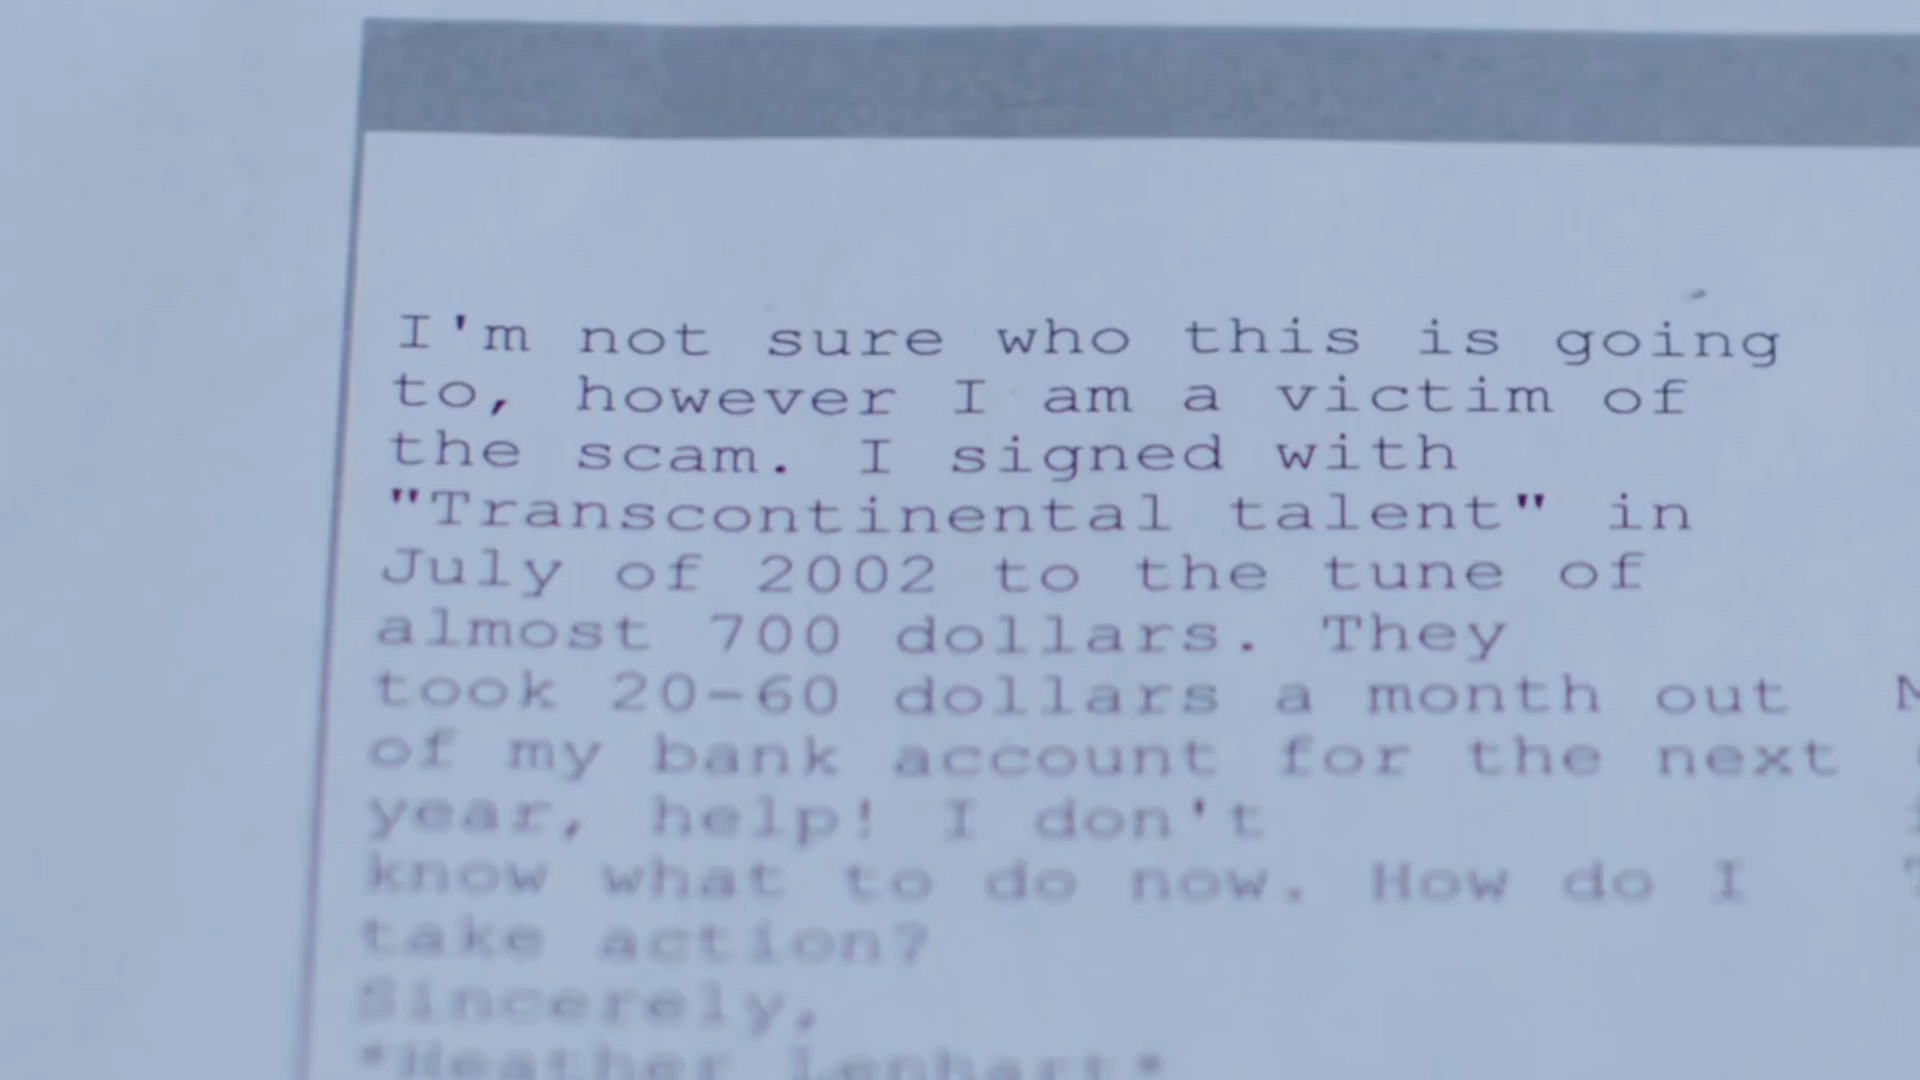 I'm not sure who this is going
to, however I am a victim of
the scam. I signed with
"Transcontinental talent" in
July of 2002 to the tune of
almost 700 dollars. They
took 20-60 dollars a month out
of my bank account for the next
year, help! I don't
know what to do now. How do I
take action?
Sincerely,
*Heather Lenhart*